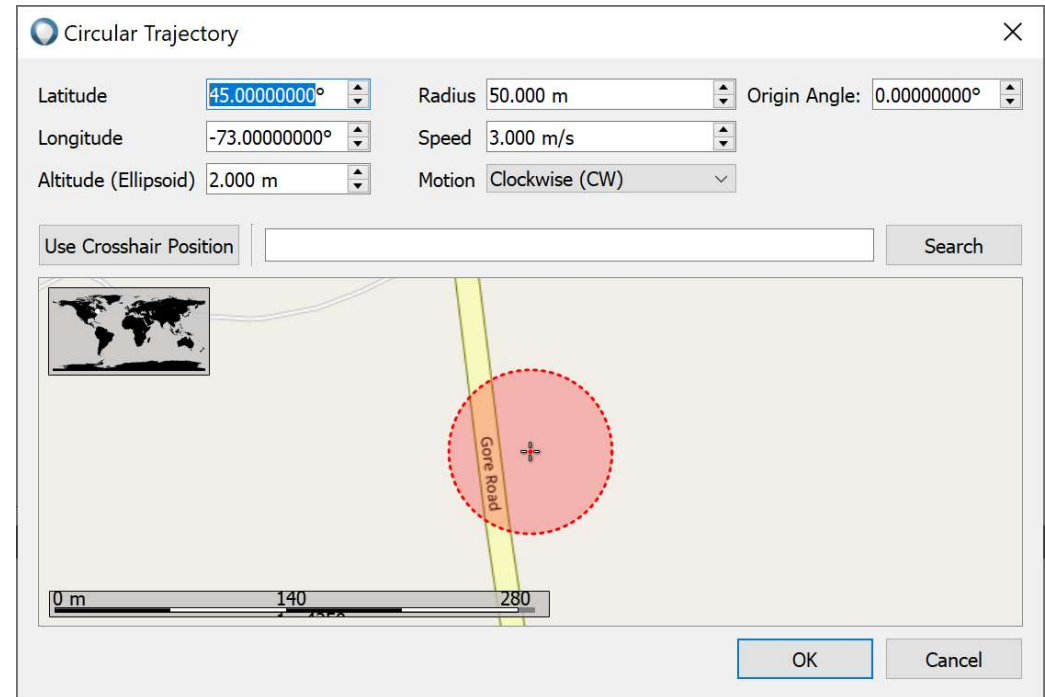 Circular Trajectory
Latitude 45.00000000° Radius 50.000 m Origin Angle: 0.00000000°
Longitude -73.00000000° Speed 3.000 m/s
Altitude (Ellipsoid) 2.000 m Motion Clockwise (CW)
Use Crosshair Position Search
Gore Road
0 m 140 280
OK Cancel